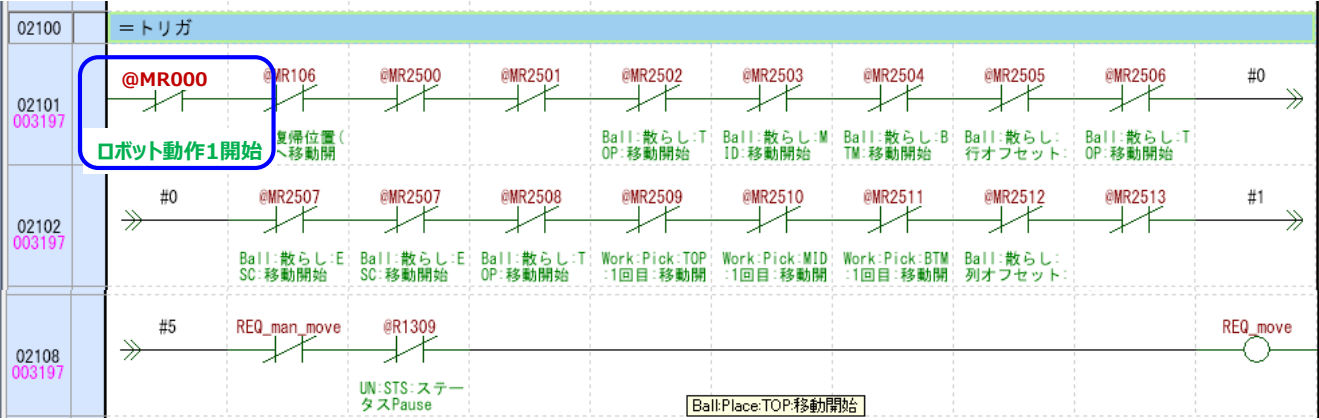 02100 =トリガ
@MR000 @MR106 @MR2500 @MR2501 @MR2502 @MR2503 @MR2504 @MR2505 @MR2506 #0
02101
003197
ロボット動作1開始 復帰位置( Ball:散らし:T Ball:散らし:M Ball:散らし:B Ball:散らし: Ball:散らし:T
へ移動開 OP:移動開始 ID:移動開始 TM:移動開始 行オフセット: OP:移動開始
#0 @MR2507 @MR2507 @MR2508 @MR2509 @MR2510 @MR2511 @MR2512 @MR2513 #1
02102
003197
Ball:散らし:E Ball:散らし:E Ball:散らし:T Work:Pick:TOP Work:Pick:MID Work:Pick:BTM Ball:散らし:
SC:移動開始 SC:移動開始 OP:移動開始 :1回目:移動開 :1回目:移動開 :1回目:移動開 列オフセット:
#5 REQ_man_move @R1309 REQ_move
02108
003197
UN:STS:ステー
タスPause
Ball:Place:TOP:移動開始